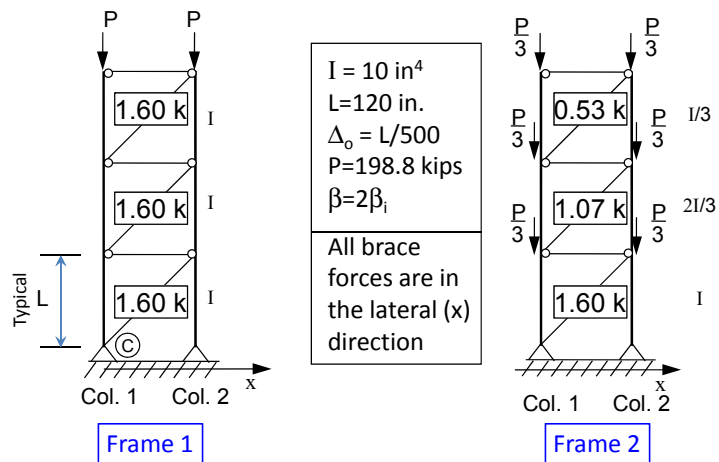 P P
1.60 k I
1.60 k I
1.60 k I
Typical L
C
x
Col. 1 Col. 2
Frame 1
I = 10 in⁴
L=120 in.
Δₒ = L/500
P=198.8 kips
β=2βᵢ
All brace
forces are in
the lateral (x)
direction
P/3 P/3
0.53 k I/3
P/3 P/3
1.07 k 2I/3
P/3 P/3
1.60 k I
x
Col. 1 Col. 2
Frame 2